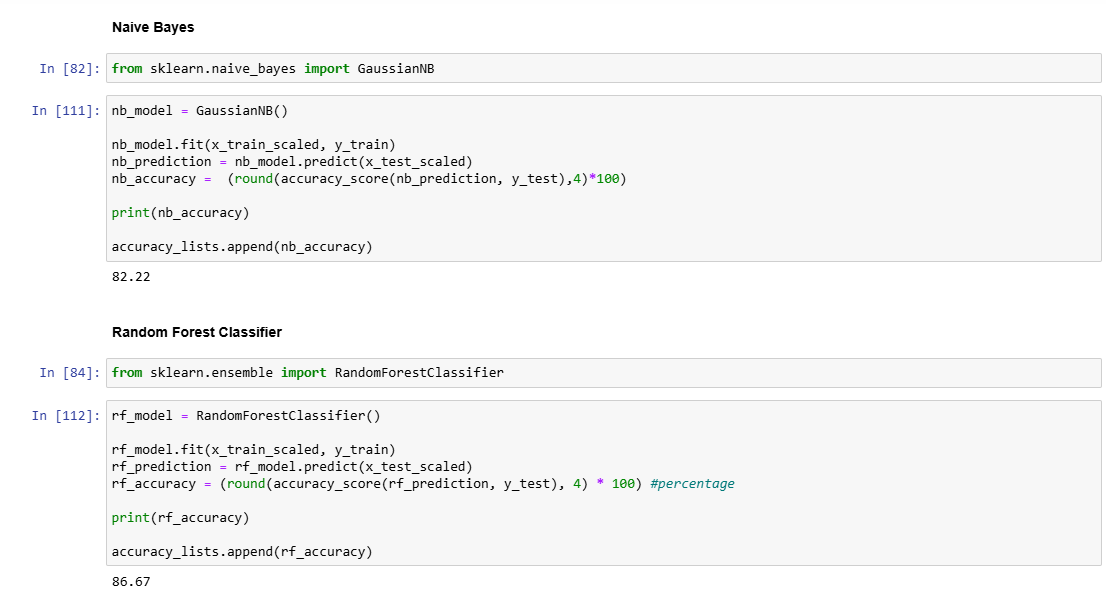 Naive Bayes
In [82]: from sklearn.naive_bayes import GaussianNB
In [111]: nb_model = GaussianNB()
nb_model.fit(x_train_scaled, y_train)
nb_prediction = nb_model.predict(x_test_scaled)
nb_accuracy =  (round(accuracy_score(nb_prediction, y_test),4)*100)
print(nb_accuracy)
accuracy_lists.append(nb_accuracy)
82.22
Random Forest Classifier
In [84]: from sklearn.ensemble import RandomForestClassifier
In [112]: rf_model = RandomForestClassifier()
rf_model.fit(x_train_scaled, y_train)
rf_prediction = rf_model.predict(x_test_scaled)
rf_accuracy = (round(accuracy_score(rf_prediction, y_test), 4) * 100) #percentage
print(rf_accuracy)
accuracy_lists.append(rf_accuracy)
86.67